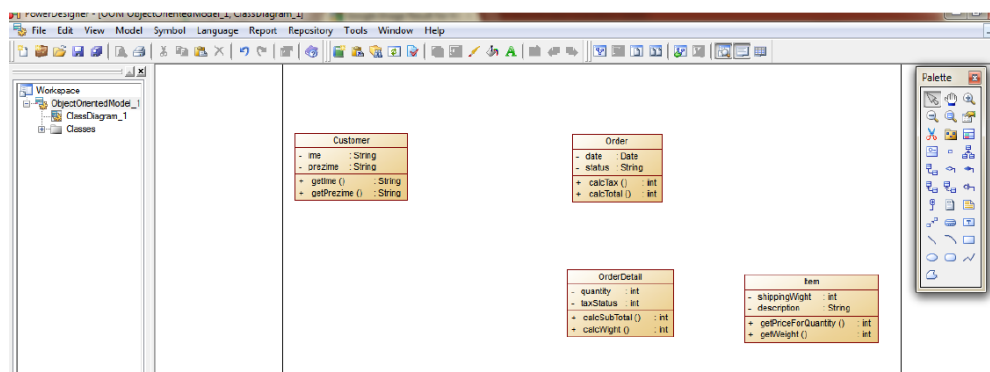 PowerDesigner - [OOM ObjectOrientedModel_1, ClassDiagram_1]
File Edit View Model Symbol Language Report Repository Tools Window Help
Workspace
ObjectOrientedModel_1
ClassDiagram_1
Classes
Palette
Customer
- ime : String
- prezime : String
+ getIme () : String
+ getPrezime () : String
Order
- date : Date
- status : String
+ calcTax () : int
+ calcTotal () : int
OrderDetail
- quantity : int
- taxStatus : int
+ calcSubTotal () : int
+ calcWight () : int
Item
- shippingWight : int
- description : String
+ getPriceForQuantity () : int
+ getWeight () : int